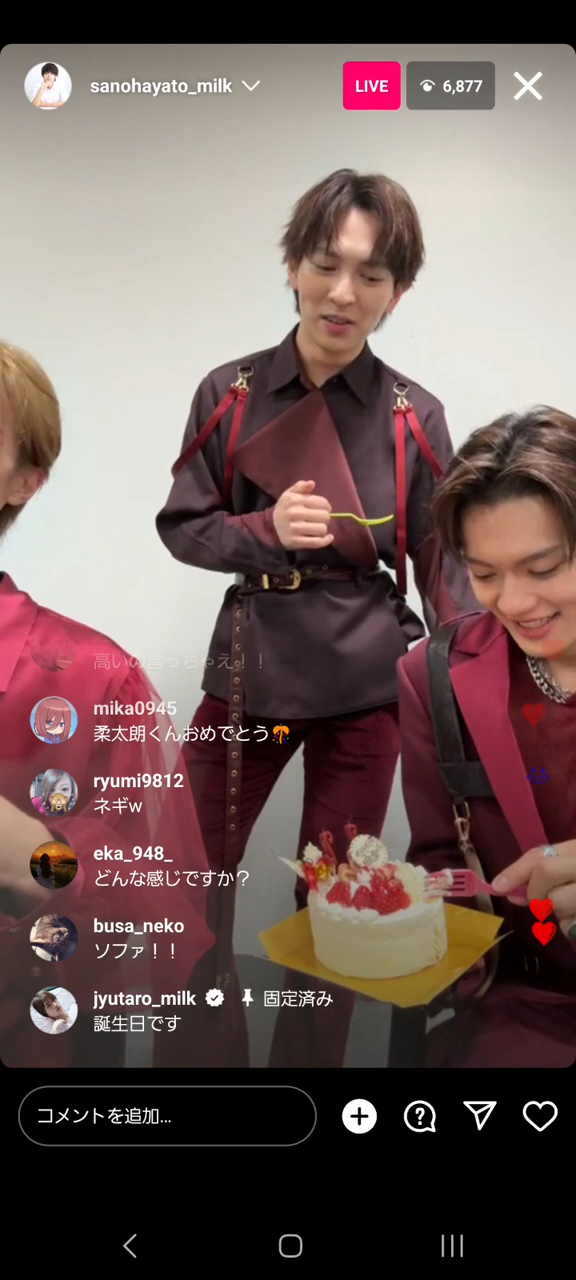 sanohayato_milk
LIVE
6,877
高いの言っちゃえ！！
mika0945
柔太朗くんおめでとう🎊
ryumi9812
ネギw
eka_948_
どんな感じですか？
busa_neko
ソファ！！
jyutaro_milk 固定済み
誕生日です
コメントを追加...